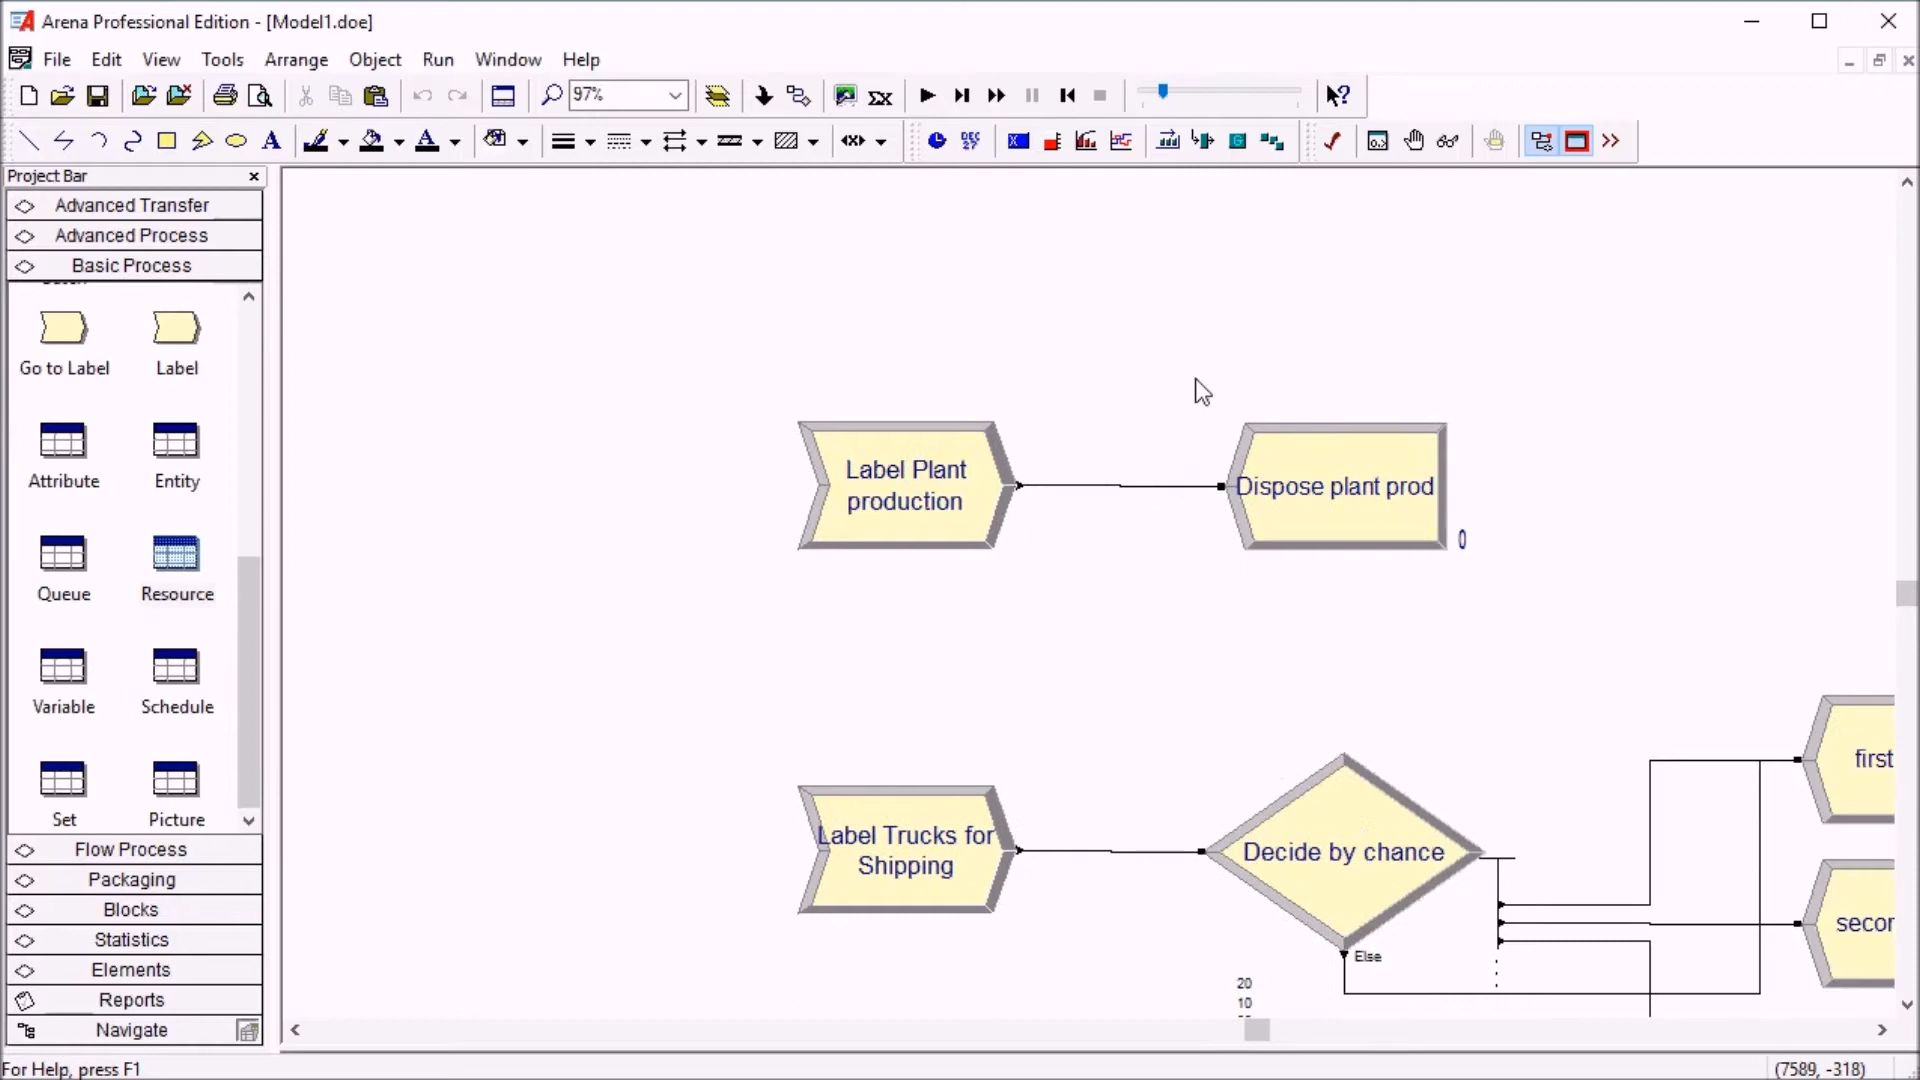 Arena Professional Edition - [Model1.doe]
File Edit View Tools Arrange Object Run Window Help
97%
Project Bar
Advanced Transfer
Advanced Process
Basic Process
Go to Label
Label
Attribute
Entity
Queue
Resource
Variable
Schedule
Set
Picture
Flow Process
Packaging
Blocks
Statistics
Elements
Reports
Navigate
Label Plant
production
Dispose plant prod
0
Label Trucks for
Shipping
Decide by chance
Else
20
10
first
secon
For Help, press F1
(7589, -318)